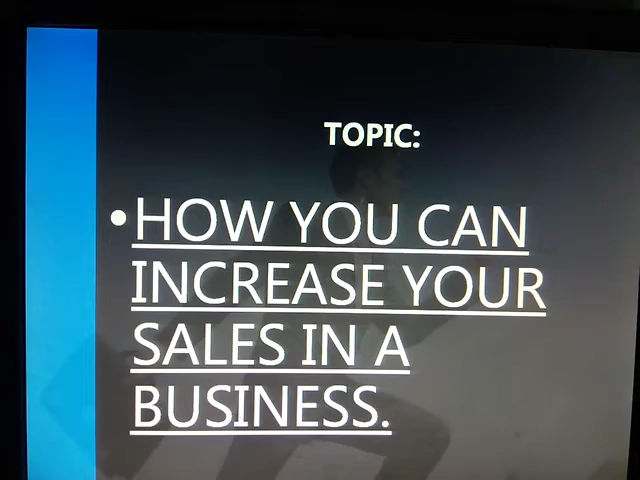 TOPIC:
•HOW YOU CAN
INCREASE YOUR
SALES IN A
BUSINESS.